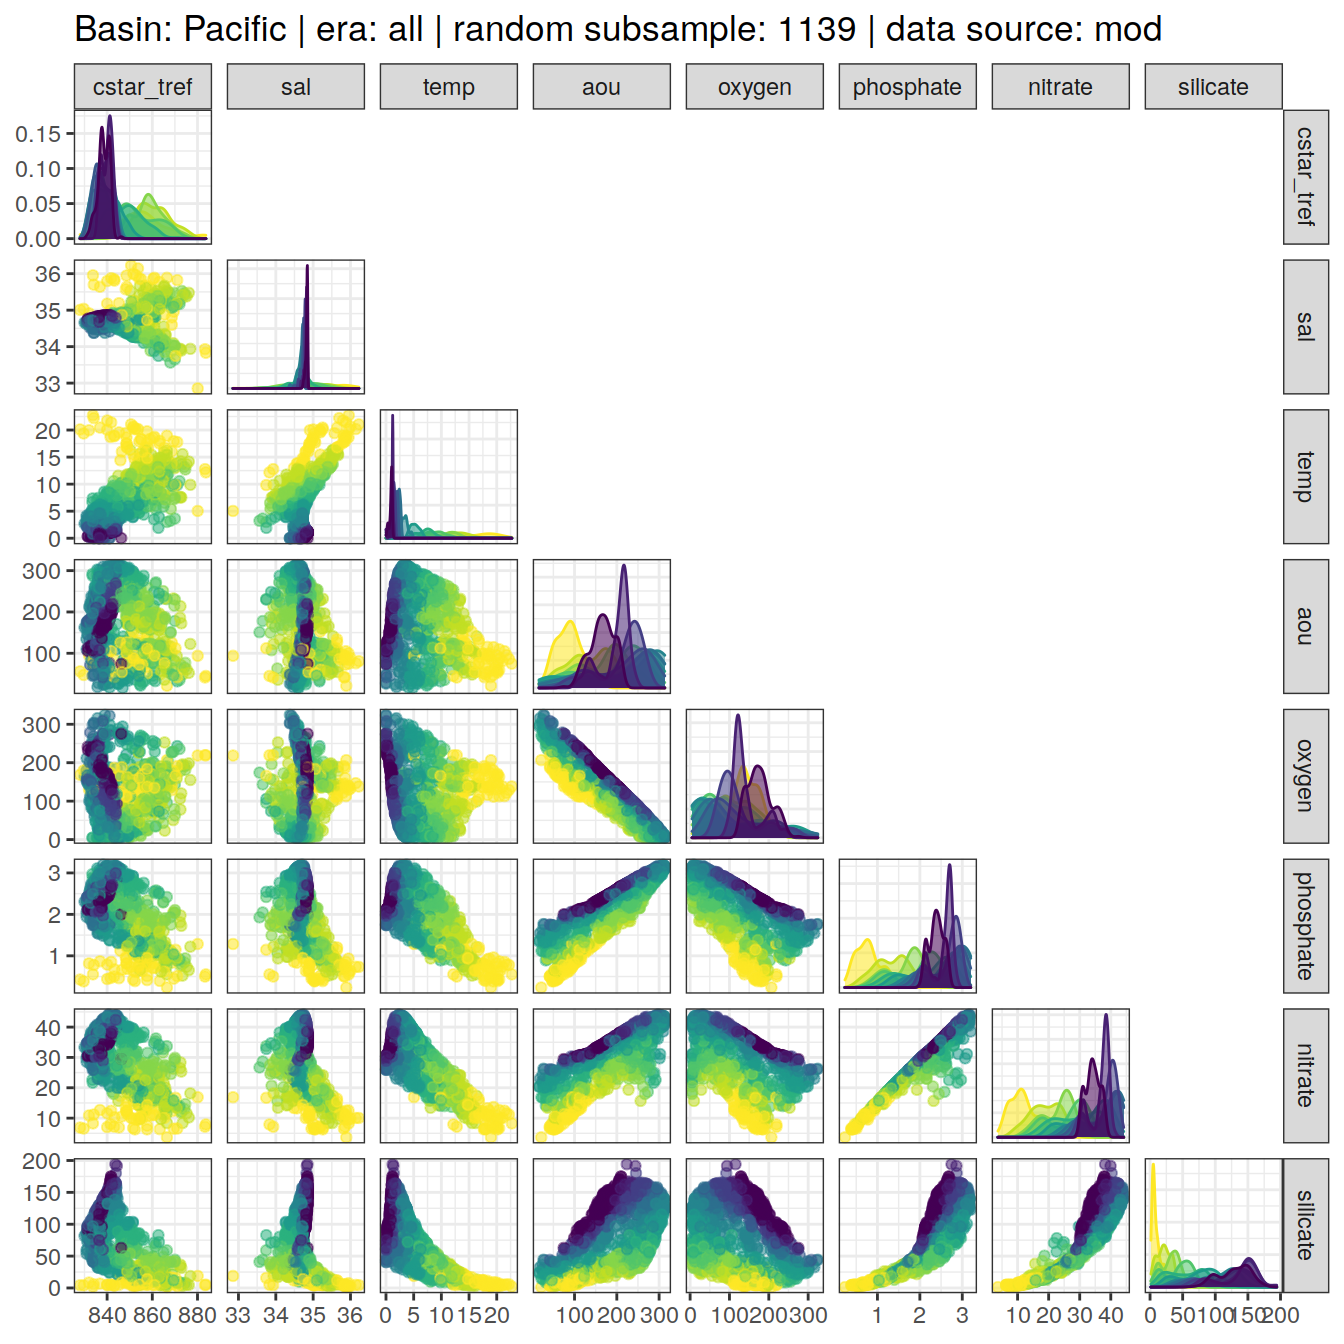 Basin: Pacific | era: all | random subsample: 1139 | data source: mod
cstar_tref sal temp aou oxygen phosphate nitrate silicate
0.15
0.10
0.05
0.00
cstar_tref
36
35
34
33
sal
20
15
10
5
0
temp
300
200
100
aou
300
200
100
0
oxygen
3
2
1
phosphate
40
30
20
10
nitrate
200
150
100
50
0
silicate
840 860 880 33 34 35 36 0 5 10 15 20 100 200 300 0 100 200 300 1 2 3 10 20 30 40 0 50 100 150 200